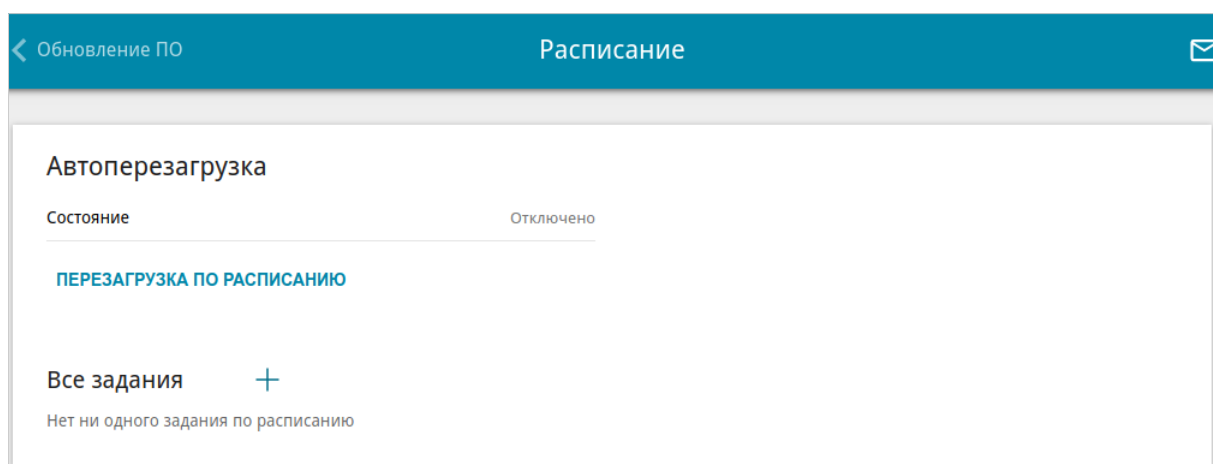 Обновление ПО
Расписание
Автоперезагрузка
Состояние Отключено
ПЕРЕЗАГРУЗКА ПО РАСПИСАНИЮ
Все задания
Нет ни одного задания по расписанию